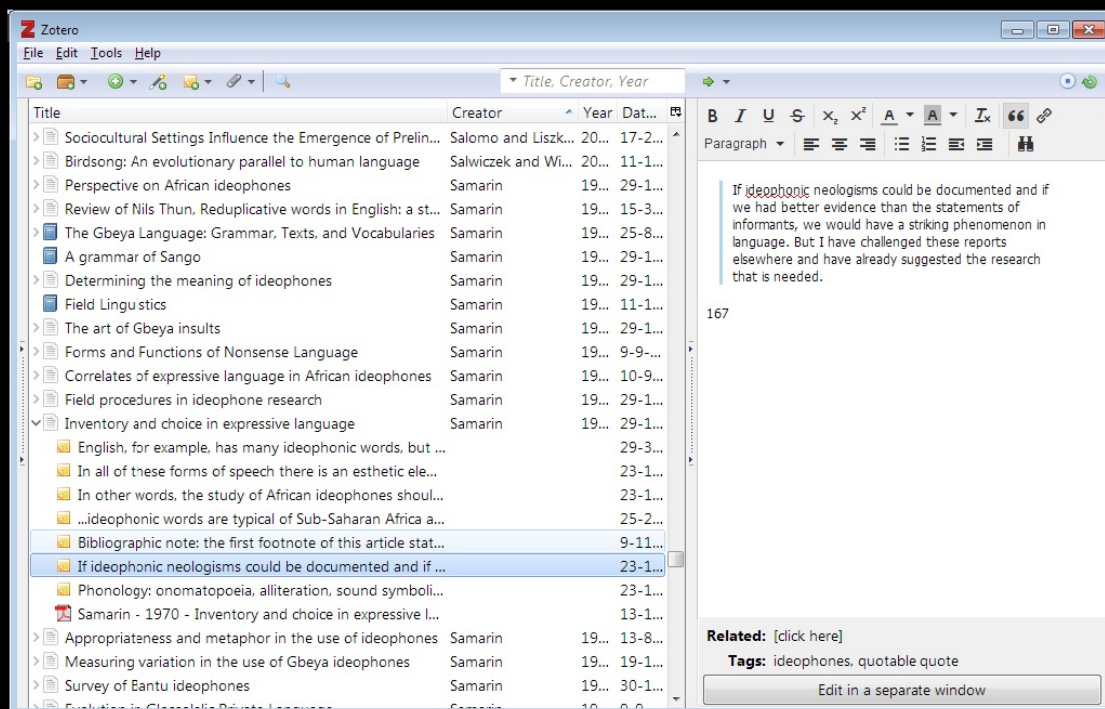 Zotero
File Edit Tools Help
Title, Creator, Year
Title Creator Year Dat...
Sociocultural Settings Influence the Emergence of Prelin... Salomo and Liszk... 20... 17-2...
Birdsong: An evolutionary parallel to human language Salwiczek and Wi... 20... 11-1...
Perspective on African ideophones Samarin 19... 29-1...
Review of Nils Thun, Reduplicative words in English: a st... Samarin 19... 15-3...
The Gbeya Language: Grammar, Texts, and Vocabularies Samarin 19... 25-8...
A grammar of Sango Samarin 19... 29-1...
Determining the meaning of ideophones Samarin 19... 29-1...
Field Linguistics Samarin 19... 11-1...
The art of Gbeya insults Samarin 19... 29-1...
Forms and Functions of Nonsense Language Samarin 19... 9-9-...
Correlates of expressive language in African ideophones Samarin 19... 10-9...
Field procedures in ideophone research Samarin 19... 29-1...
Inventory and choice in expressive language Samarin 19... 29-1...
English, for example, has many ideophonic words, but ... 29-3...
In all of these forms of speech there is an esthetic ele... 23-1...
In other words, the study of African ideophones shoul... 23-1...
...ideophonic words are typical of Sub-Saharan Africa a... 25-2...
Bibliographic note: the first footnote of this article stat... 9-11...
If ideophonic neologisms could be documented and if ... 23-1...
Phonology: onomatopoeia, alliteration, sound symboli... 23-1...
Samarin - 1970 - Inventory and choice in expressive l... 13-1...
Appropriateness and metaphor in the use of ideophones Samarin 19... 13-8...
Measuring variation in the use of Gbeya ideophones Samarin 19... 19-1...
Survey of Bantu ideophones Samarin 19... 30-1...
Evolution in Glossolalic Private Language Samarin 19... 9-9-...
B I U S X₂ X² A A Tx
Paragraph
If ideophonic neologisms could be documented and if
we had better evidence than the statements of
informants, we would have a striking phenomenon in
language. But I have challenged these reports
elsewhere and have already suggested the research
that is needed.
167
Related: [click here]
Tags: ideophones, quotable quote
Edit in a separate window